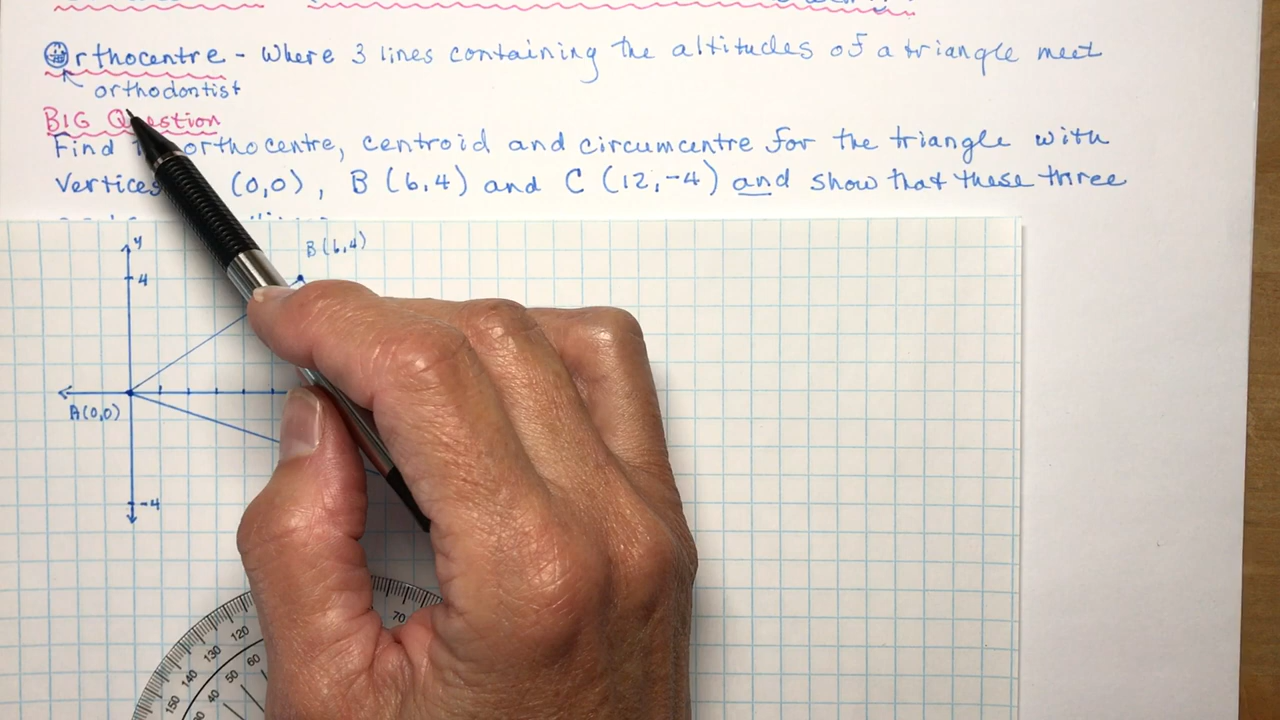 Orthocentre - Where 3 lines containing the altitudes of a triangle meet
orthodontist
BIG Question
Find orthocentre, centroid and circumcentre for the triangle with
vertices (0,0), B (6,4) and C (12,-4) and show that these three
y
B(6,4)
4
A(0,0)
-4
70
120
130
60
140
50
150
40